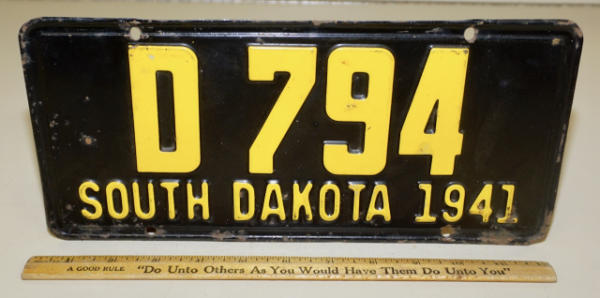 D 794
SOUTH DAKOTA 1941
A GOOD RULE "Do Unto Others As You Would Have Them Do Unto You"